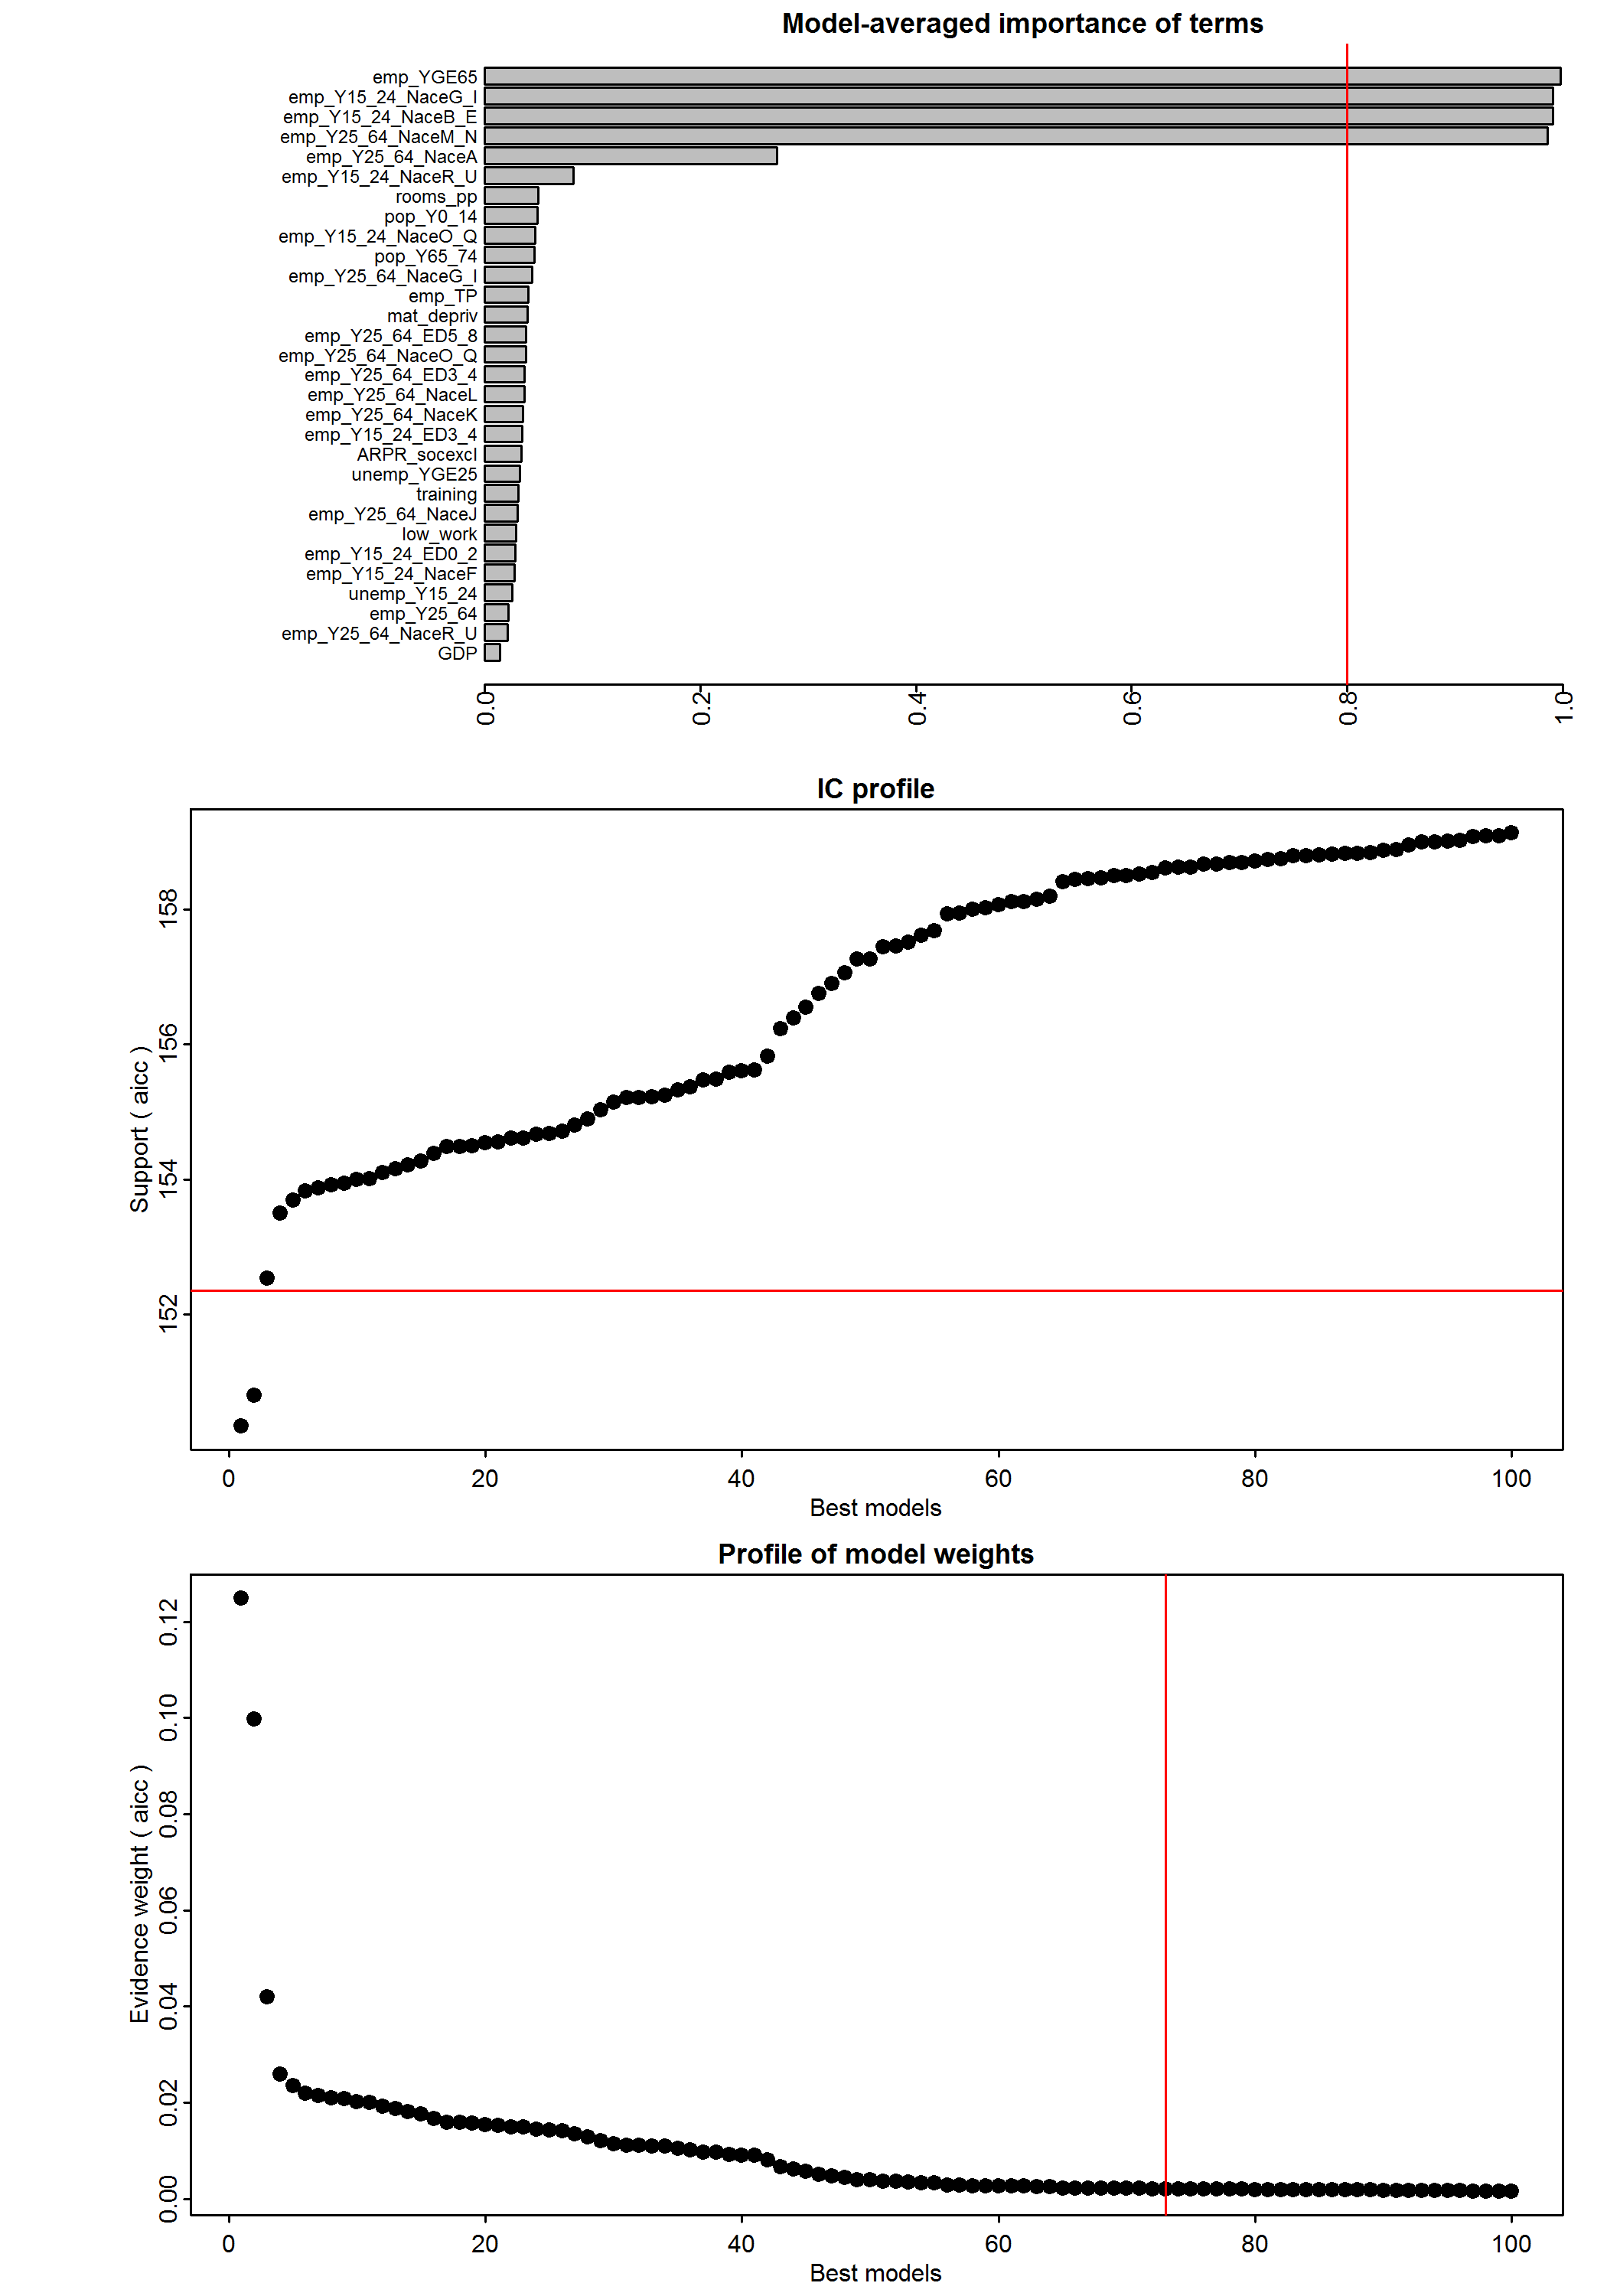 Model-averaged importance of terms
emp_YGE65
emp_Y15_24_NaceG_I
emp_Y15_24_NaceB_E
emp_Y25_64_NaceM_N
emp_Y25_64_NaceA
emp_Y15_24_NaceR_U
rooms_pp
pop_Y0_14
emp_Y15_24_NaceO_Q
pop_Y65_74
emp_Y25_64_NaceG_I
emp_TP
mat_depriv
emp_Y25_64_ED5_8
emp_Y25_64_NaceO_Q
emp_Y25_64_ED3_4
emp_Y25_64_NaceL
emp_Y25_64_NaceK
emp_Y15_24_ED3_4
ARPR_socexcl
unemp_YGE25
training
emp_Y25_64_NaceJ
low_work
emp_Y15_24_ED0_2
emp_Y15_24_NaceF
unemp_Y15_24
emp_Y25_64
emp_Y25_64_NaceR_U
GDP
0.0 0.2 0.4 0.6 0.8 1.0
IC profile
Support ( aicc )
158
156
154
152
0 20 40 60 80 100
Best models
Profile of model weights
Evidence weight ( aicc )
0.12
0.10
0.08
0.06
0.04
0.02
0.00
0 20 40 60 80 100
Best models